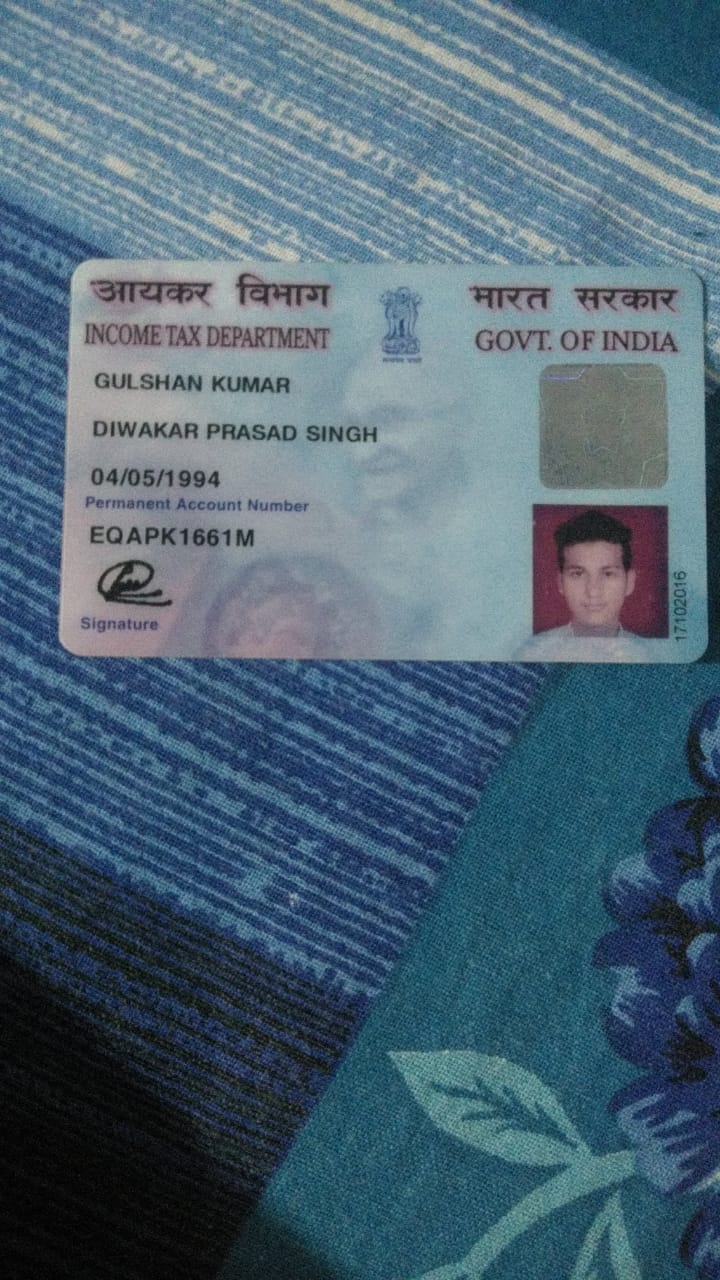 आयकर विभाग
भारत सरकार
INCOME TAX DEPARTMENT
GOVT. OF INDIA
GULSHAN KUMAR
DIWAKAR PRASAD SINGH
04/05/1994
Permanent Account Number
EQAPK1661M
Signature
17102016